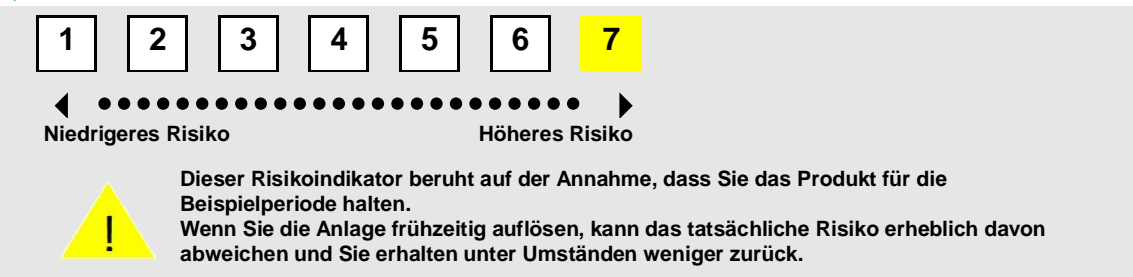 1 2 3 4 5 6 7
Niedrigeres Risiko Höheres Risiko
Dieser Risikoindikator beruht auf der Annahme, dass Sie das Produkt für die
Beispielperiode halten.
Wenn Sie die Anlage frühzeitig auflösen, kann das tatsächliche Risiko erheblich davon
abweichen und Sie erhalten unter Umständen weniger zurück.
!